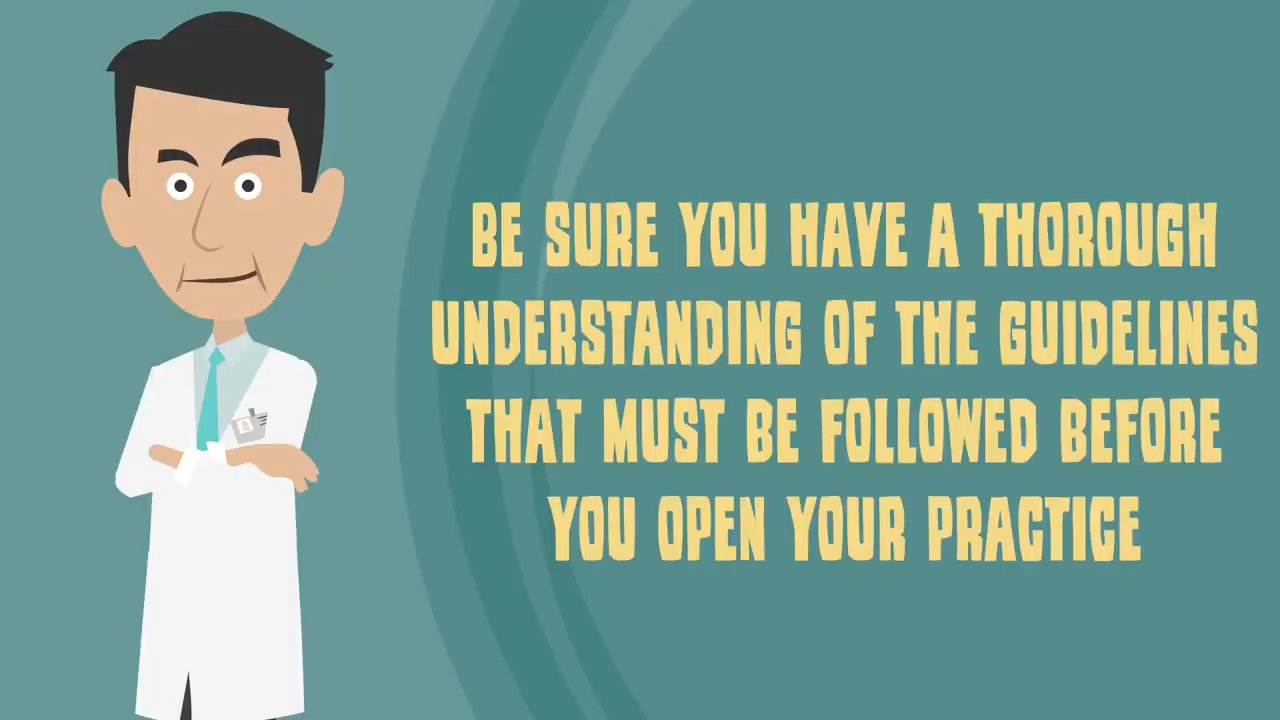 BE SURE YOU HAVE A THOROUGH
UNDERSTANDING OF THE GUIDELINES
THAT MUST BE FOLLOWED BEFORE
YOU OPEN YOUR PRACTICE